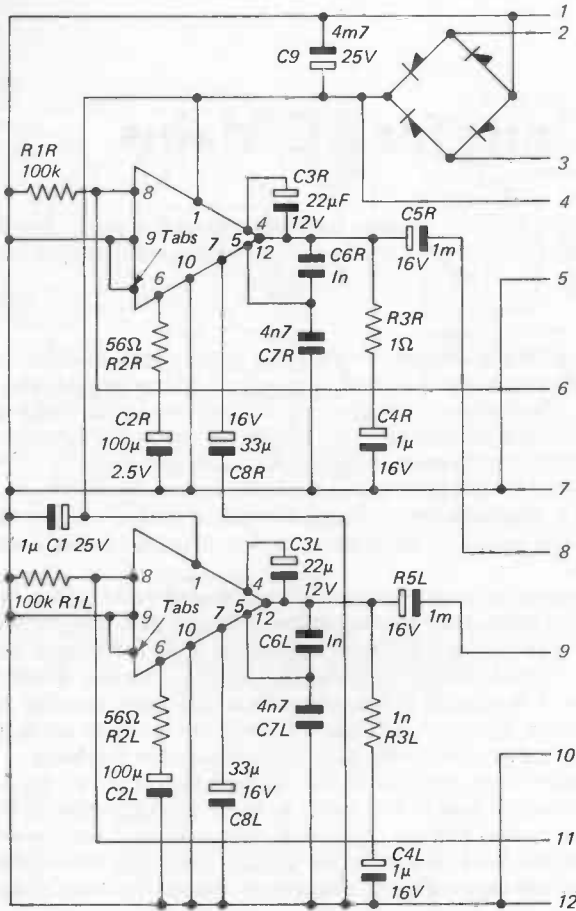 1
4m7
2
C9 25V
R1R
100k
3
4
C3R
22µF
12V
8
1
4
C5R
9 Tabs
7
5
12
16V
1m
C6R
1n
10
6
5
R3R
1Ω
4n7
C7R
56Ω
R2R
6
C2R
100µ
2.5V
16V
33µ
C8R
C4R
1µ
16V
7
1µ C1 25V
8
C3L
22µ
12V
8
1
4
R5L
100k R1L
9
Tabs
7
5
12
16V
1m
10
6
C6L
1n
9
4n7
C7L
56Ω
R2L
1n
R3L
10
100µ
C2L
33µ
16V
C8L
11
C4L
1µ
16V
12